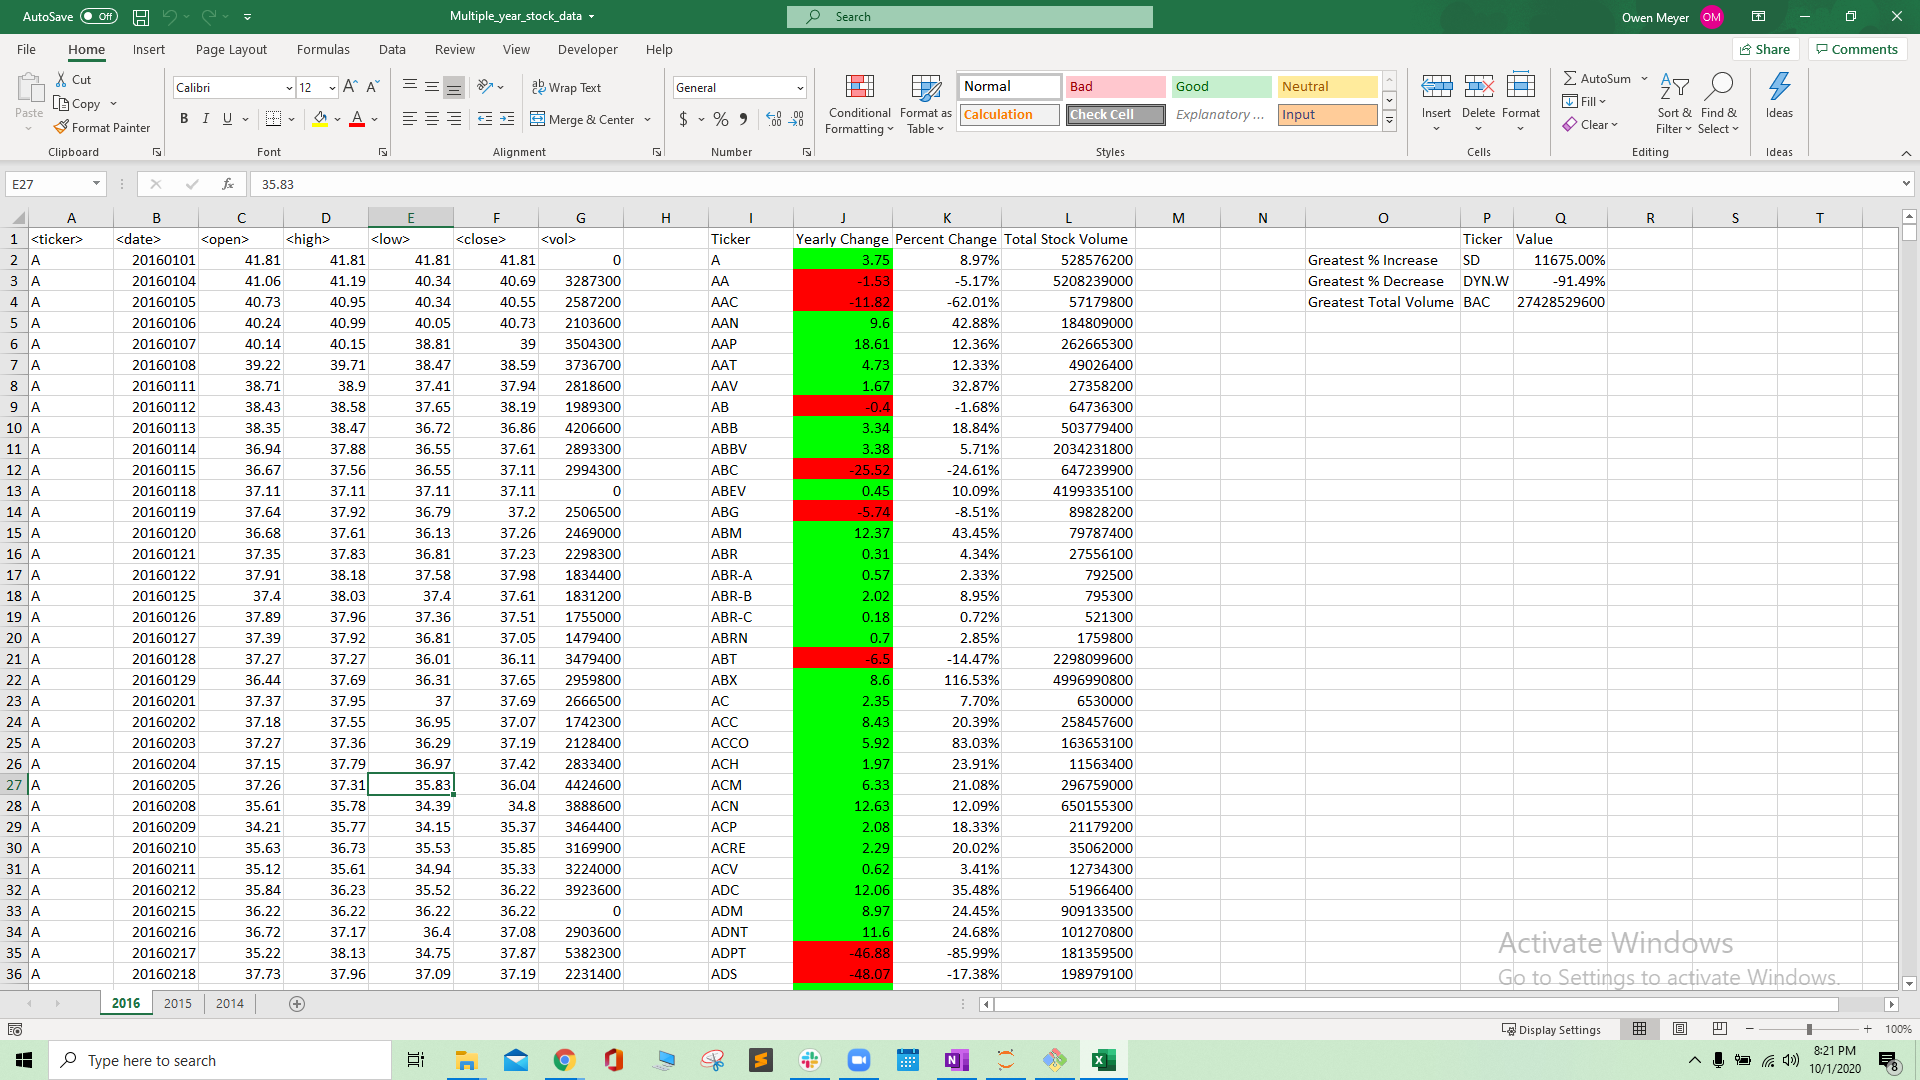 AutoSave Off Multiple_year_stock_data Search Owen Meyer OM
File Home Insert Page Layout Formulas Data Review View Developer Help Share Comments
Paste Cut Copy Format Painter
Calibri 12 A A B I U A
Wrap Text Merge & Center
General $ % 9
Conditional Formatting Format as Table
Normal Bad Good Neutral
Calculation Check Cell Explanatory ... Input
Insert Delete Format
AutoSum Fill Clear Sort & Filter Find & Select Ideas
Clipboard Font Alignment Number Styles Cells Editing Ideas
E27 fx 35.83
A B C D E F G H I J K L M N O P Q R S T
1 <ticker> <date> <open> <high> <low> <close> <vol> Ticker Yearly Change Percent Change Total Stock Volume Ticker Value
2 A 20160101 41.81 41.81 41.81 41.81 0 A 3.75 8.97% 528576200 Greatest % Increase SD 11675.00%
3 A 20160104 41.06 41.19 40.34 40.69 3287300 AA -1.53 -5.17% 5208239000 Greatest % Decrease DYN.W -91.49%
4 A 20160105 40.73 40.95 40.34 40.55 2587200 AAC -11.82 -62.01% 57179800 Greatest Total Volume BAC 27428529600
5 A 20160106 40.24 40.99 40.05 40.73 2103600 AAN 9.6 42.88% 184809000
6 A 20160107 40.14 40.15 38.81 39 3504300 AAP 18.61 12.36% 262665300
7 A 20160108 39.22 39.71 38.47 38.59 3736700 AAT 4.73 12.33% 49026400
8 A 20160111 38.71 38.9 37.41 37.94 2818600 AAV 1.67 32.87% 27358200
9 A 20160112 38.43 38.58 37.65 38.19 1989300 AB -0.4 -1.68% 64736300
10 A 20160113 38.35 38.47 36.72 36.86 4206600 ABB 3.34 18.84% 503779400
11 A 20160114 36.94 37.88 36.55 37.61 2893300 ABBV 3.38 5.71% 2034231800
12 A 20160115 36.67 37.56 36.55 37.11 2994300 ABC -25.52 -24.61% 647239900
13 A 20160118 37.11 37.11 37.11 37.11 0 ABEV 0.45 10.09% 4199335100
14 A 20160119 37.64 37.92 36.79 37.2 2506500 ABG -5.74 -8.51% 89828200
15 A 20160120 36.68 37.61 36.13 37.26 2469000 ABM 12.37 43.45% 79787400
16 A 20160121 37.35 37.83 36.81 37.23 2298300 ABR 0.31 4.34% 27556100
17 A 20160122 37.91 38.18 37.58 37.98 1834400 ABR-A 0.57 2.33% 792500
18 A 20160125 37.4 38.03 37.4 37.61 1831200 ABR-B 2.02 8.95% 795300
19 A 20160126 37.89 37.96 37.36 37.51 1755000 ABR-C 0.18 0.72% 521300
20 A 20160127 37.39 37.92 36.81 37.05 1479400 ABRN 0.7 2.85% 1759800
21 A 20160128 37.27 37.27 36.01 36.11 3479400 ABT -6.5 -14.47% 2298099600
22 A 20160129 36.44 37.69 36.31 37.65 2959800 ABX 8.6 116.53% 4996990800
23 A 20160201 37.37 37.95 37 37.69 2666500 AC 2.35 7.70% 6530000
24 A 20160202 37.18 37.55 36.95 37.07 1742300 ACC 8.43 20.39% 258457600
25 A 20160203 37.27 37.36 36.29 37.19 2128400 ACCO 5.92 83.03% 163653100
26 A 20160204 37.15 37.79 36.97 37.42 2833400 ACH 1.97 23.91% 11563400
27 A 20160205 37.26 37.31 35.83 36.04 4424600 ACM 6.33 21.08% 296759000
28 A 20160208 35.61 35.78 34.39 34.8 3888600 ACN 12.63 12.09% 650155300
29 A 20160209 34.21 35.77 34.15 35.37 3464400 ACP 2.08 18.33% 21179200
30 A 20160210 35.63 36.73 35.53 35.85 3169900 ACRE 2.29 20.02% 35062000
31 A 20160211 35.12 35.61 34.94 35.33 3224000 ACV 0.62 3.41% 12734300
32 A 20160212 35.84 36.23 35.52 36.22 3923600 ADC 12.06 35.48% 51966400
33 A 20160215 36.22 36.22 36.22 36.22 0 ADM 8.97 24.45% 909133500
34 A 20160216 36.72 37.17 36.4 37.08 2903600 ADNT 11.6 24.68% 101270800
35 A 20160217 35.22 38.13 34.75 37.87 5382300 ADPT -46.88 -85.99% 181359500
36 A 20160218 37.73 37.96 37.09 37.19 2231400 ADS -48.07 -17.38% 198979100
Activate Windows
Go to Settings to activate Windows.
2016 2015 2014
Display Settings 100%
Type here to search
8:21 PM
10/1/2020
8